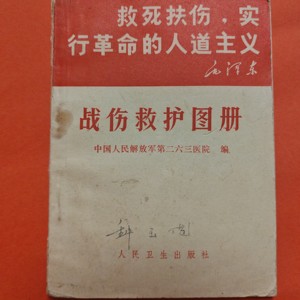 救死扶伤，实
行革命的人道主义
毛泽东
战伤救护图册
中国人民解放军第二六三医院 编
人民卫生出版社